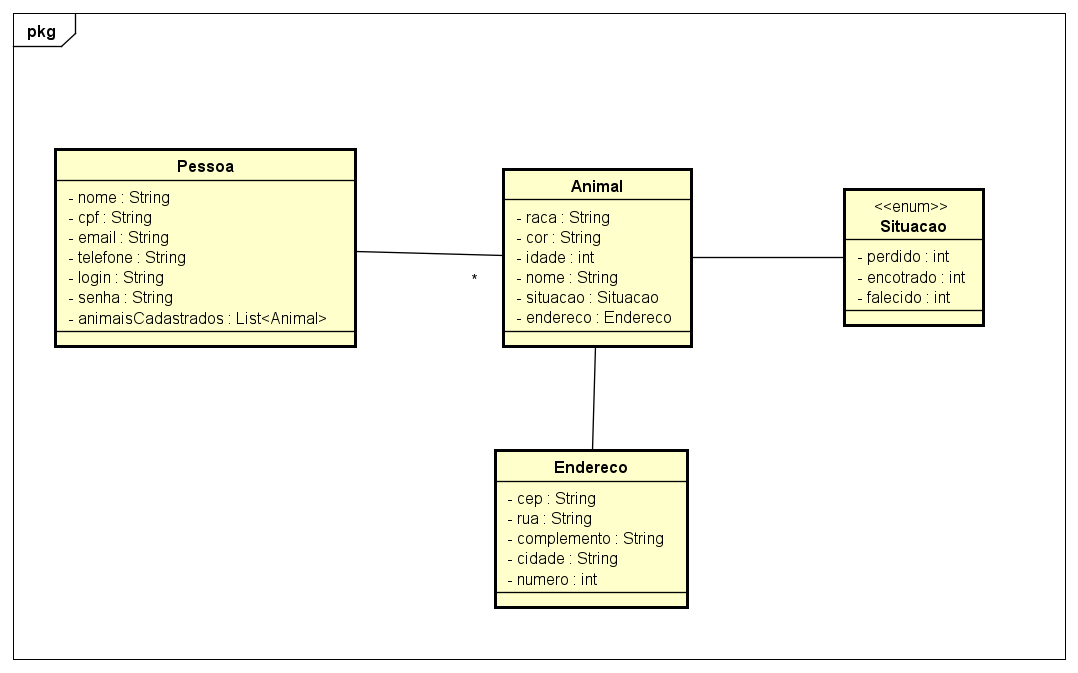 pkg
Pessoa
- nome : String
- cpf : String
- email : String
- telefone : String
- login : String
- senha : String
- animaisCadastrados : List<Animal>
*
Animal
- raca : String
- cor : String
- idade : int
- nome : String
- situacao : Situacao
- endereco : Endereco
<<enum>>
Situacao
- perdido : int
- encotrado : int
- falecido : int
Endereco
- cep : String
- rua : String
- complemento : String
- cidade : String
- numero : int